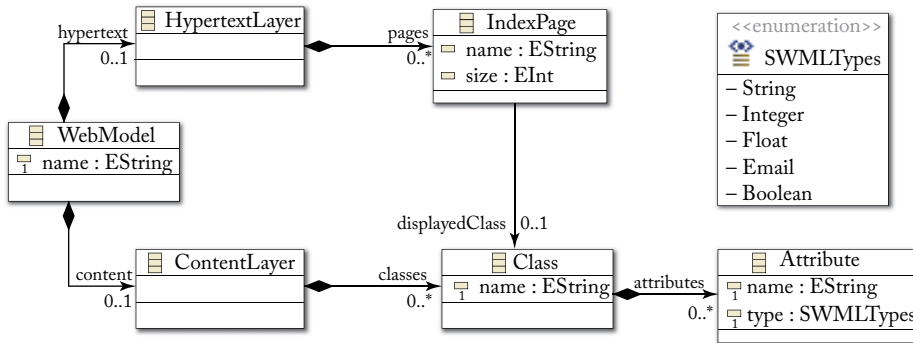 HypertextLayer
hypertext
0..1
pages
0..*
IndexPage
name : EString
size : EInt
<<enumeration>>
SWMLTypes
– String
– Integer
– Float
– Email
– Boolean
WebModel
1 name : EString
displayedClass
0..1
content
0..1
ContentLayer
classes
0..*
Class
1 name : EString
attributes
0..*
Attribute
1 name : EString
1 type : SWMLTypes